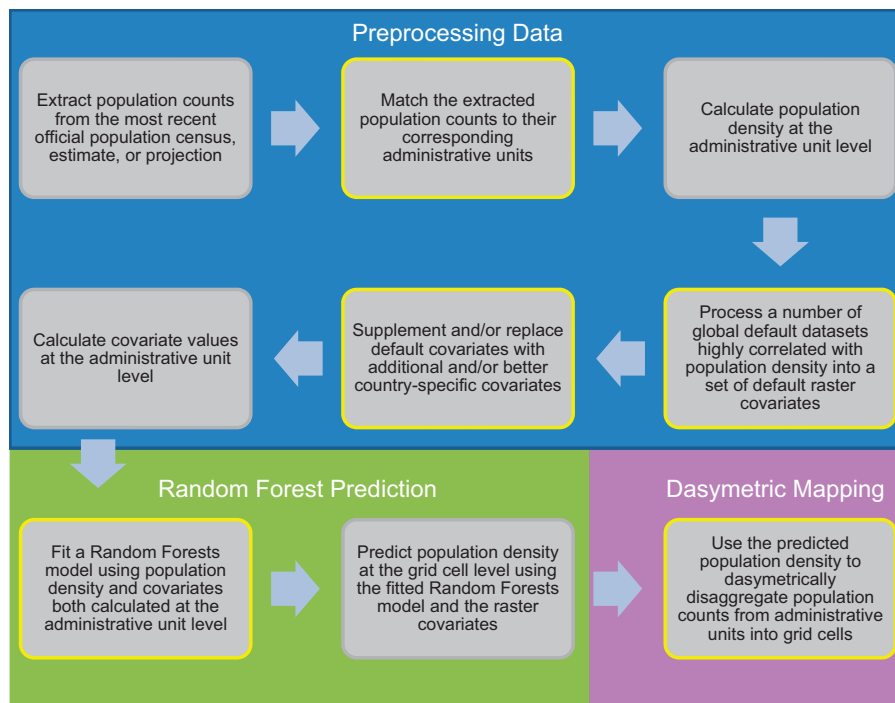 Preprocessing Data
Extract population counts
from the most recent
official population census,
estimate, or projection
Match the extracted
population counts to their
corresponding
administrative units
Calculate population
density at the
administrative unit level
Process a number of
global default datasets
highly correlated with
population density into a
set of default raster
covariates
Supplement and/or replace
default covariates with
additional and/or better
country-specific covariates
Calculate covariate values
at the administrative unit
level
Random Forest Prediction
Fit a Random Forests
model using population
density and covariates
both calculated at the
administrative unit level
Predict population density
at the grid cell level using
the fitted Random Forests
model and the raster
covariates
Dasymetric Mapping
Use the predicted
population density to
dasymetrically
disaggregate population
counts from administrative
units into grid cells